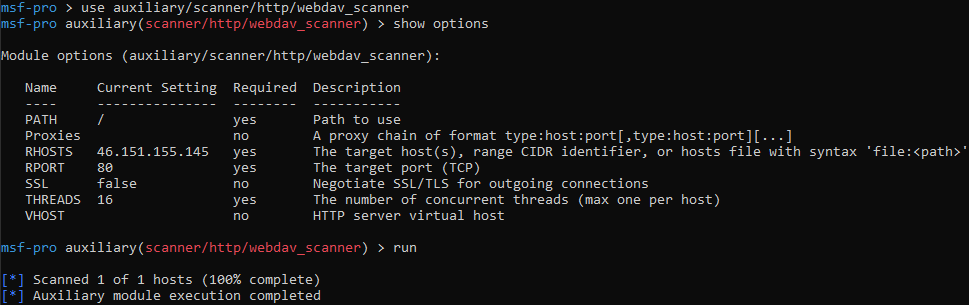 msf-pro > use auxiliary/scanner/http/webdav_scanner
msf-pro auxiliary(scanner/http/webdav_scanner) > show options
Module options (auxiliary/scanner/http/webdav_scanner):
Name     Current Setting  Required  Description
----     ---------------  --------  -----------
PATH     /                yes       Path to use
Proxies                   no        A proxy chain of format type:host:port[,type:host:port][...]
RHOSTS   46.151.155.145   yes       The target host(s), range CIDR identifier, or hosts file with syntax 'file:<path>'
RPORT    80               yes       The target port (TCP)
SSL      false            no        Negotiate SSL/TLS for outgoing connections
THREADS  16               yes       The number of concurrent threads (max one per host)
VHOST                     no        HTTP server virtual host
msf-pro auxiliary(scanner/http/webdav_scanner) > run
[*] Scanned 1 of 1 hosts (100% complete)
[*] Auxiliary module execution completed